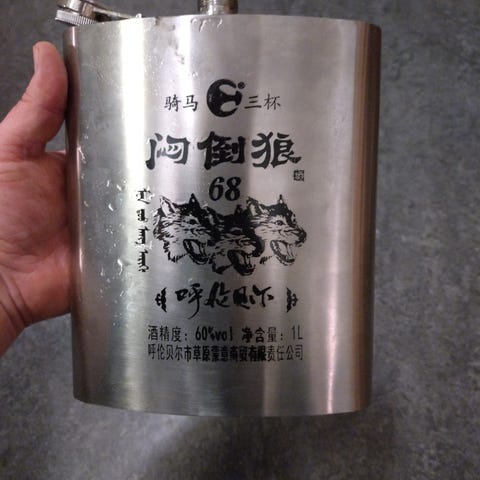 骑马 三杯
闷倒狼
68
呼伦贝尔
酒精度：60%vol 净含量：1L
呼伦贝尔市草原蒙意商贸有限责任公司